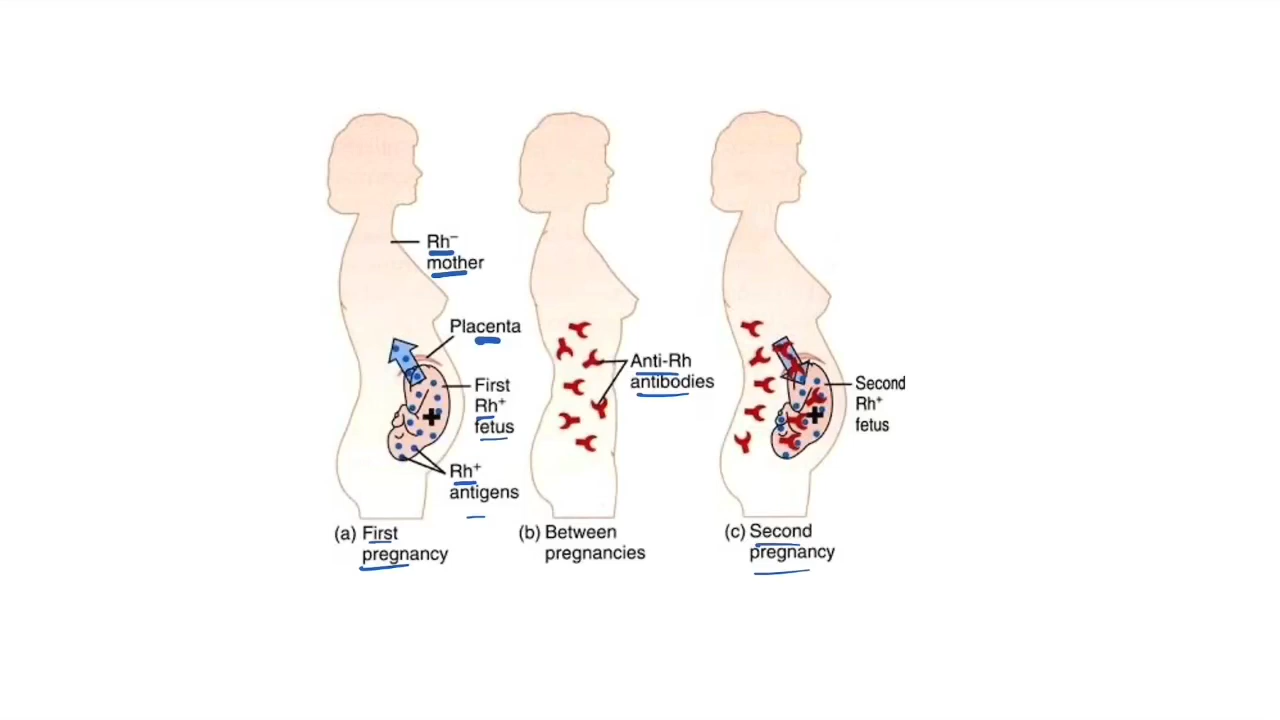 Rh⁻
mother
Placenta
First
Rh⁺
fetus
Rh⁺
antigens
(a) First
pregnancy
Anti-Rh
antibodies
(b) Between
pregnancies
Second
Rh⁺
fetus
(c) Second
pregnancy